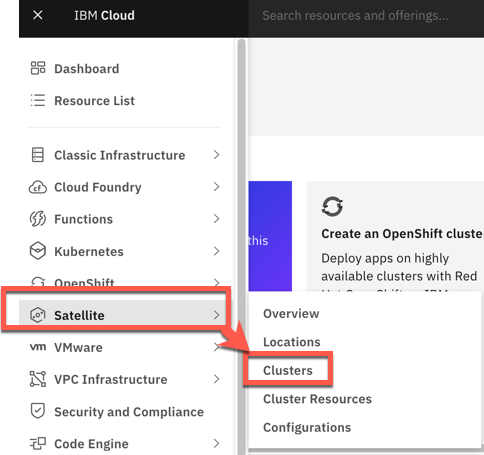 IBM Cloud
Search resources and offerings...
Dashboard
Resource List
Classic Infrastructure
Cloud Foundry
Functions
Kubernetes
OpenShift
Satellite
VMware
VPC Infrastructure
Security and Compliance
Code Engine
this
Create an OpenShift cluste
Deploy apps on highly
available clusters with Red
Hat OpenShift on IBM
Overview
Locations
Clusters
Cluster Resources
Configurations